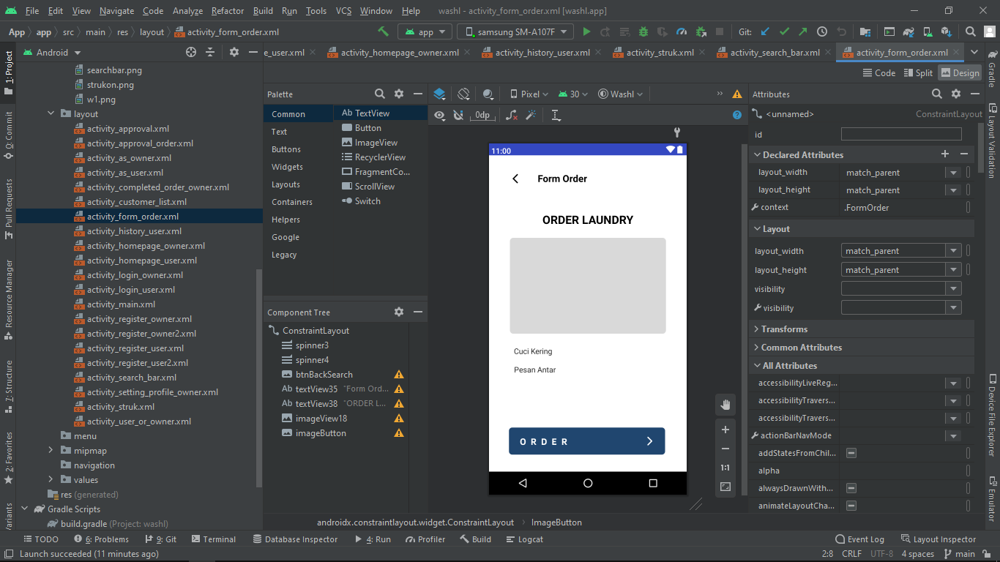 File Edit View Navigate Code Analyze Refactor Build Run Tools VCS Window Help washl - activity_form_order.xml [washl.app]
App app src main res layout activity_form_order.xml app samsung SM-A107F Git:
Android e_user.xml activity_homepage_owner.xml activity_history_user.xml activity_struk.xml activity_search_bar.xml activity_form_order.xml
Code Split Design
1: Project
0: Commit
Pull Requests
Resource Manager
7: Structure
2: Favorites
Variants
searchbar.png
strukon.png
w1.png
layout
activity_approval.xml
activity_approval_order.xml
activity_as_owner.xml
activity_as_user.xml
activity_completed_order_owner.xml
activity_customer_list.xml
activity_form_order.xml
activity_history_user.xml
activity_homepage_owner.xml
activity_homepage_user.xml
activity_login_owner.xml
activity_login_user.xml
activity_main.xml
activity_register_owner.xml
activity_register_owner2.xml
activity_register_user.xml
activity_register_user2.xml
activity_search_bar.xml
activity_setting_profile_owner.xml
activity_struk.xml
activity_user_or_owner.xml
menu
mipmap
navigation
values
res (generated)
Gradle Scripts
build.gradle (Project: washl)
Palette
Common
Text
Buttons
Widgets
Layouts
Containers
Helpers
Google
Legacy
Ab TextView
Button
ImageView
RecyclerView
FragmentCo...
ScrollView
Switch
Component Tree
ConstraintLayout
spinner3
spinner4
btnBackSearch
Ab textView35 "Form Ord...
Ab textView38 "ORDER L...
imageView18
imageButton
Pixel 30 Washl
0dp
11:00
Form Order
ORDER LAUNDRY
Cuci Kering
Pesan Antar
ORDER
1:1
androidx.constraintlayout.widget.ConstraintLayout ImageButton
Attributes
<unnamed> ConstraintLayout
id
Declared Attributes
layout_width match_parent
layout_height match_parent
context .FormOrder
Layout
layout_width match_parent
layout_height match_parent
visibility
visibility
Transforms
Common Attributes
All Attributes
accessibilityLiveReg...
accessibilityTravers...
accessibilityTravers...
actionBarNavMode
addStatesFromChil...
alpha
alwaysDrawnWith...
animateLayoutCha...
Gradle
Layout Validation
Device File Explorer
Emulator
TODO 6: Problems 9: Git Terminal Database Inspector 4: Run Profiler Build Logcat Event Log Layout Inspector
Launch succeeded (11 minutes ago) 2:8 CRLF UTF-8 4 spaces main